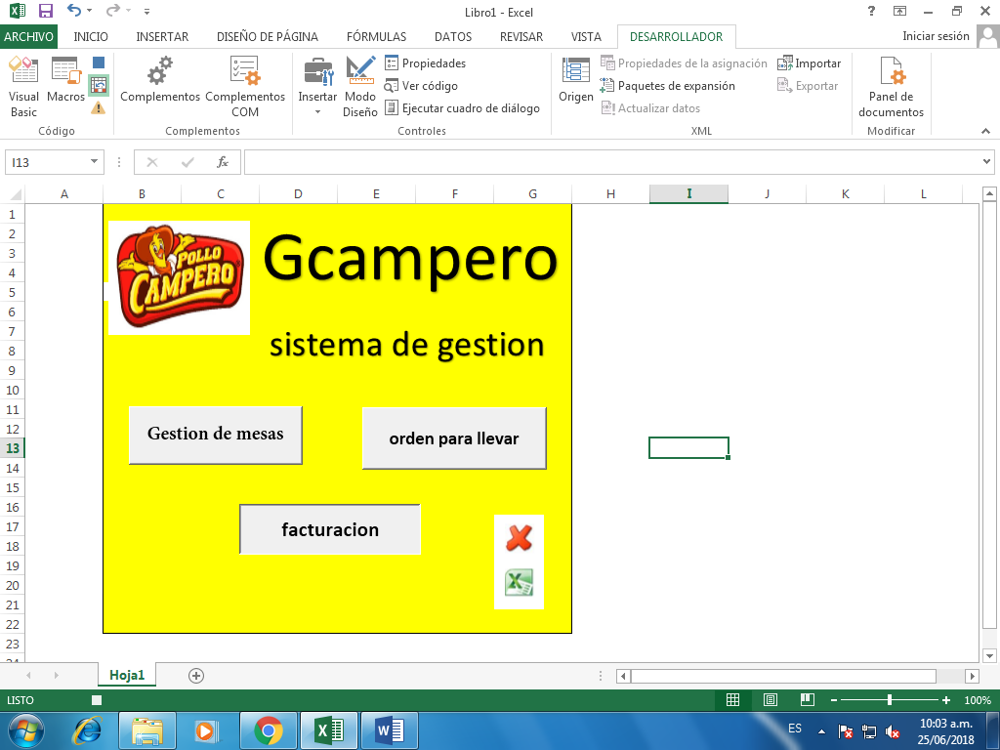 Libro1 - Excel
ARCHIVO INICIO INSERTAR DISEÑO DE PÁGINA FÓRMULAS DATOS REVISAR VISTA DESARROLLADOR Iniciar sesión
Visual Basic
Macros
Código
Complementos
Complementos COM
Complementos
Insertar
Modo Diseño
Propiedades
Ver código
Ejecutar cuadro de diálogo
Controles
Origen
Propiedades de la asignación
Paquetes de expansión
Actualizar datos
Importar
Exportar
XML
Panel de documentos
Modificar
I13
fx
A B C D E F G H I J K L
1
2
3
4
5
6
7
8
9
10
11
12
13
14
15
16
17
18
19
20
21
22
23
POLLO
CAMPERO
Gcampero
sistema de gestion
Gestion de mesas
orden para llevar
facturacion
Hoja1
LISTO
100%
ES
10:03 a.m.
25/06/2018